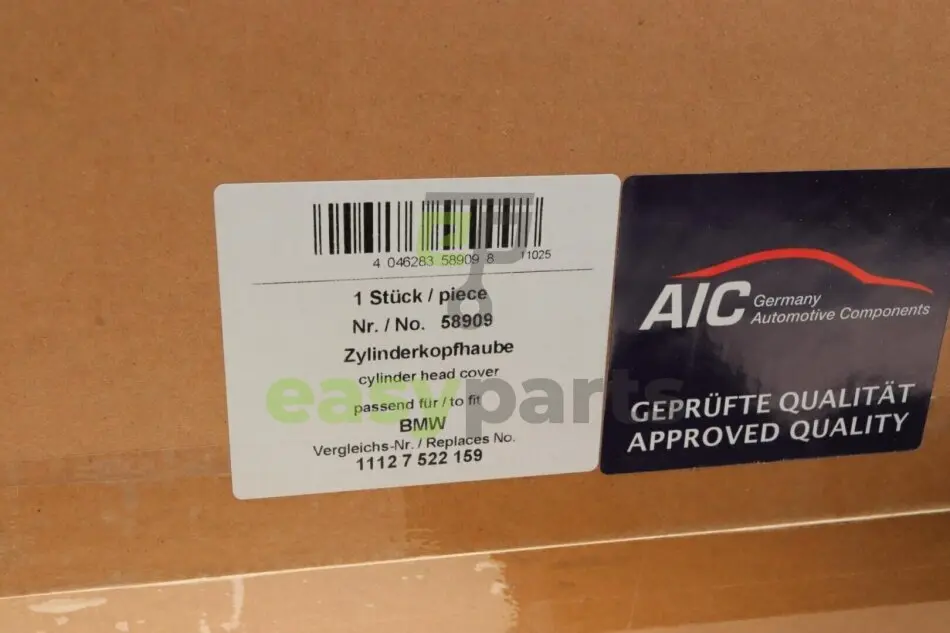 4 046283 58909 8 11025
1 Stück / piece
Nr. / No. 58909
Zylinderkopfhaube
cylinder head cover
easyparts
passend für / to fit
BMW
Vergleichs-Nr. / Replaces No.
1112 7 522 159
AIC Germany
Automotive Components
GEPRÜFTE QUALITÄT
APPROVED QUALITY